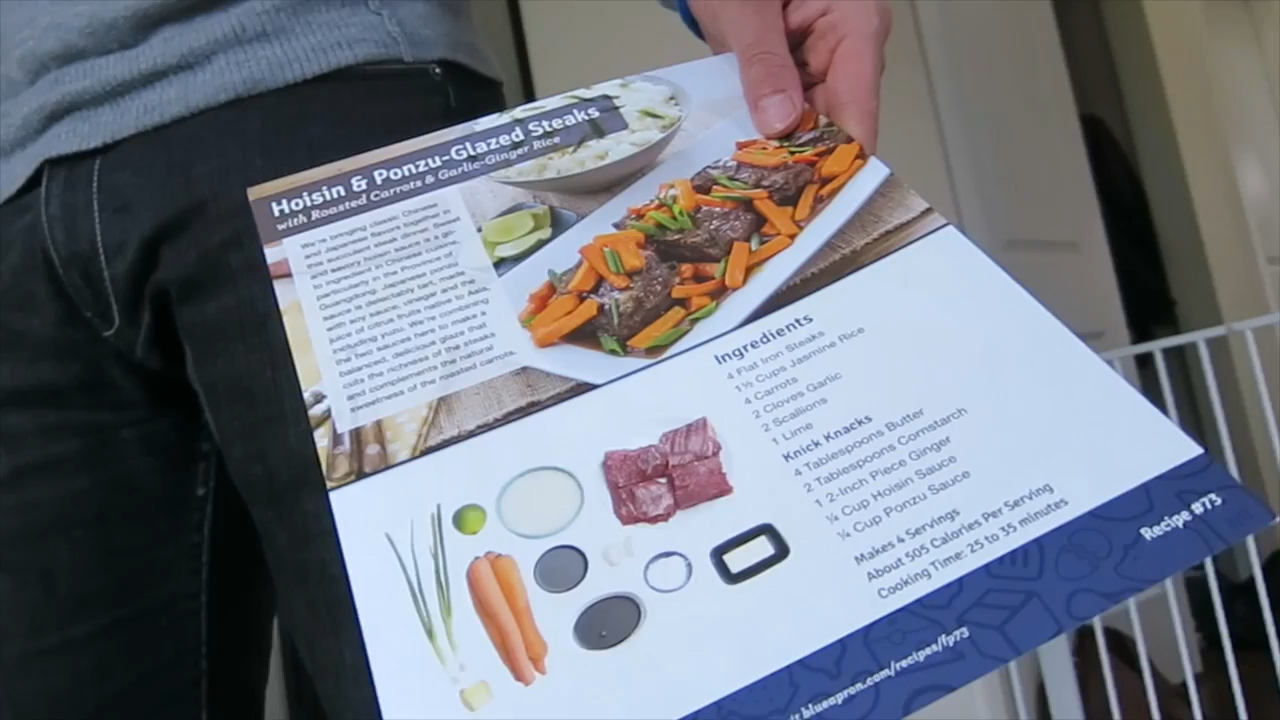 Hoisin & Ponzu-Glazed Steaks
with Roasted Carrots & Garlic-Ginger Rice
We're bringing classic Chinese
and Japanese flavors together in
this succulent steak dinner. Sweet
and savory hoisin sauce is a go-
to ingredient in Chinese cuisine,
particularly in the Province of
Guangdong. Japanese ponzu
sauce is delectably tart, made
with soy sauce, vinegar and the
juice of citrus fruits native to Asia,
including yuzu. We're combining
the two sauces here to make a
balanced, delicious glaze that
cuts the richness of the steaks
and complements the natural
sweetness of the roasted carrots.
Ingredients
4 Flat Iron Steaks
1½ Cups Jasmine Rice
4 Carrots
2 Cloves Garlic
2 Scallions
1 Lime
Knick Knacks
4 Tablespoons Butter
2 Tablespoons Cornstarch
1 2-Inch Piece Ginger
¼ Cup Hoisin Sauce
¼ Cup Ponzu Sauce
Makes 4 Servings
About 505 Calories Per Serving
Cooking Time: 25 to 35 minutes
Recipe #73
blueapron.com/recipes/fp73